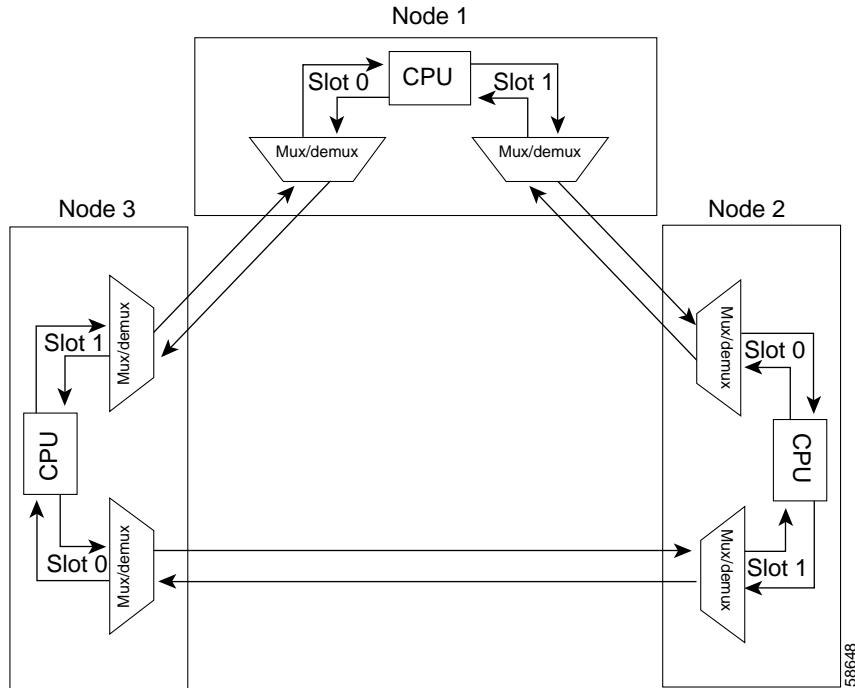 Node 1
Slot 0
CPU
Slot 1
Mux/demux
Mux/demux
Node 3
Node 2
Mux/demux
Slot 1
CPU
Mux/demux
Slot 0
Mux/demux
Slot 0
CPU
Mux/demux
Slot 1
58648